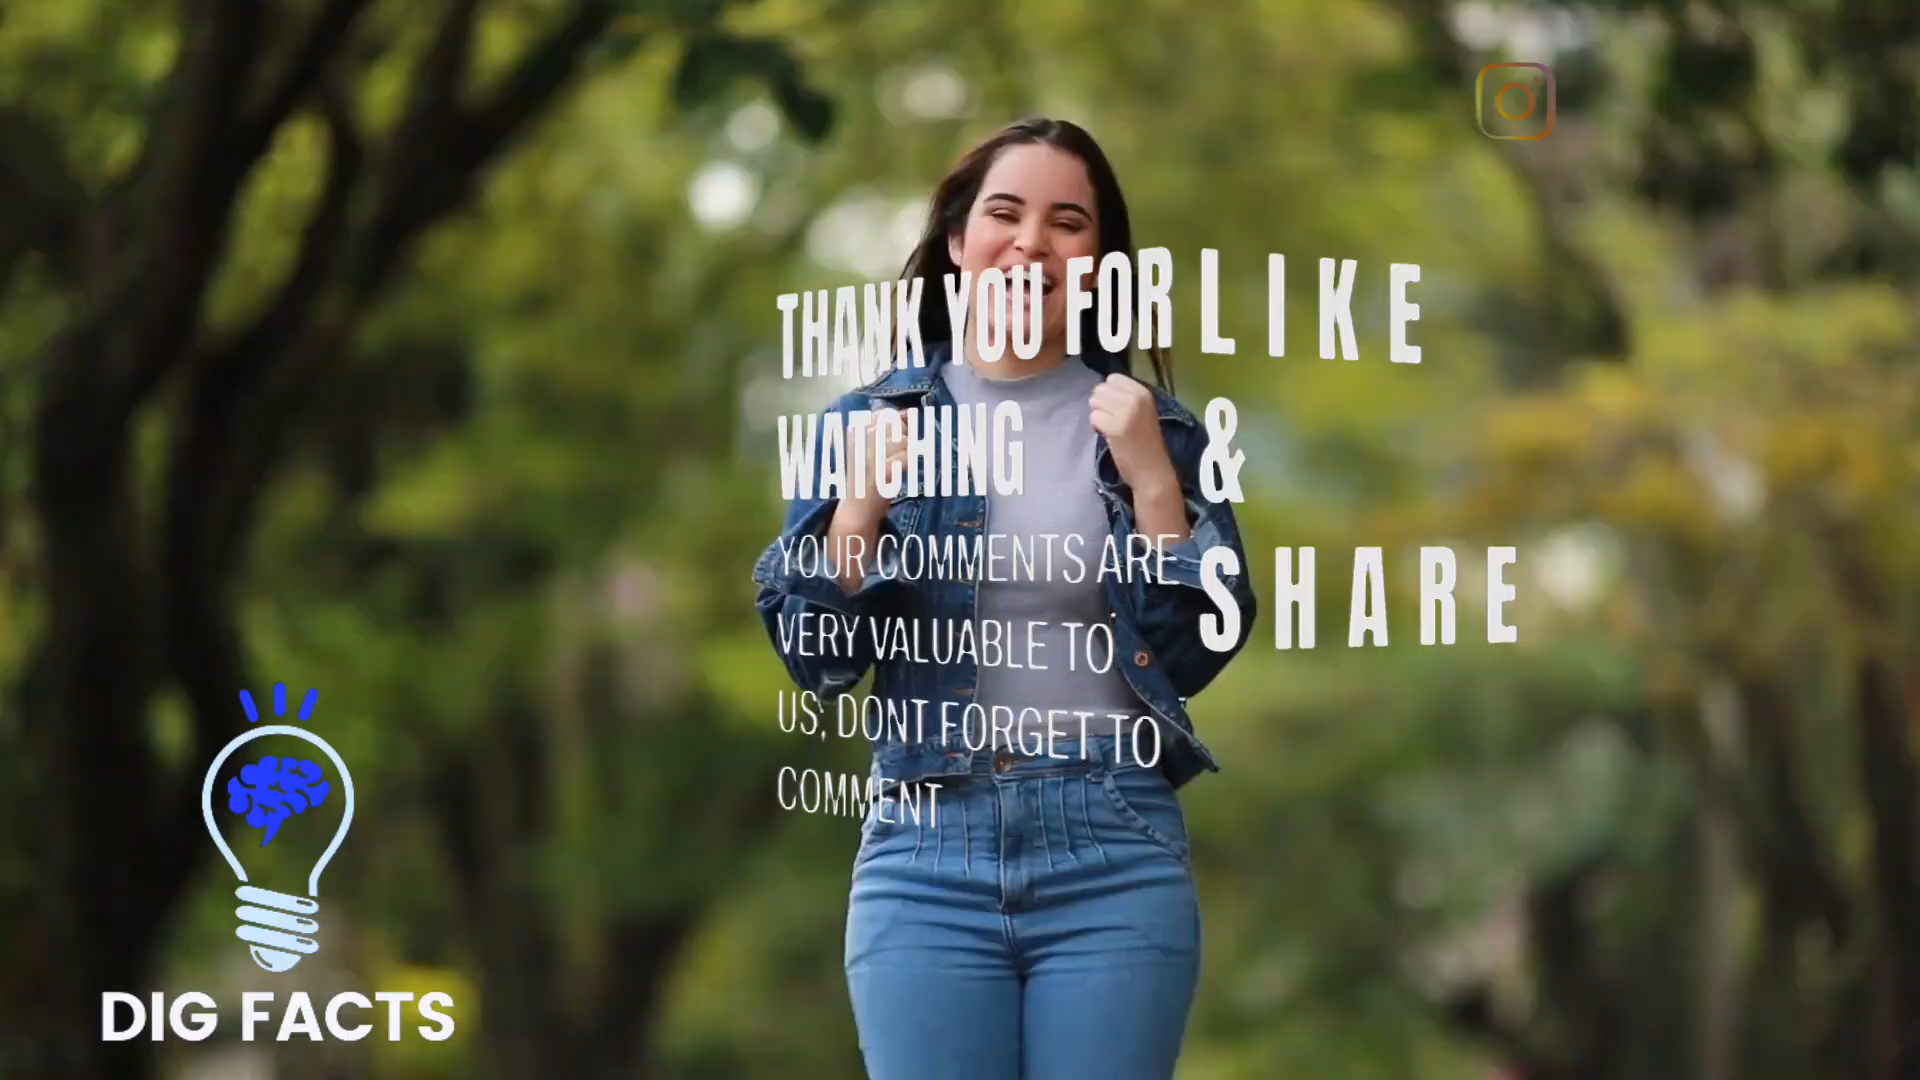 THANK YOU FOR
WATCHING
YOUR COMMENTS ARE
VERY VALUABLE TO
US; DONT FORGET TO
COMMENT
LIKE
&
SHARE
DIG FACTS